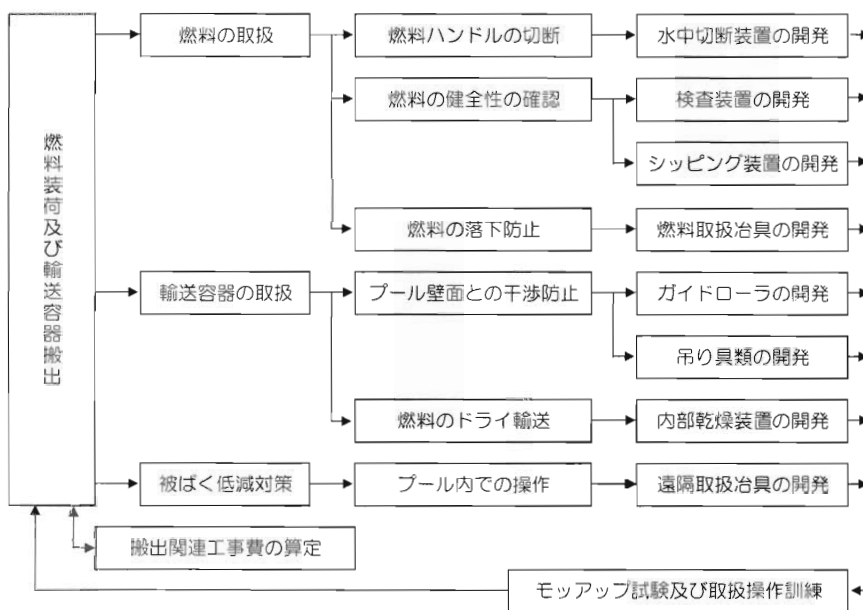 燃料装荷及び輸送容器搬出
燃料の取扱
燃料ハンドルの切断
水中切断装置の開発
燃料の健全性の確認
検査装置の開発
シッピング装置の開発
燃料の落下防止
燃料取扱冶具の開発
輸送容器の取扱
プール壁面との干渉防止
ガイドローラの開発
吊り具類の開発
燃料のドライ輸送
内部乾燥装置の開発
被ばく低減対策
プール内での操作
遠隔取扱冶具の開発
搬出関連工事費の算定
モッアップ試験及び取扱操作訓練